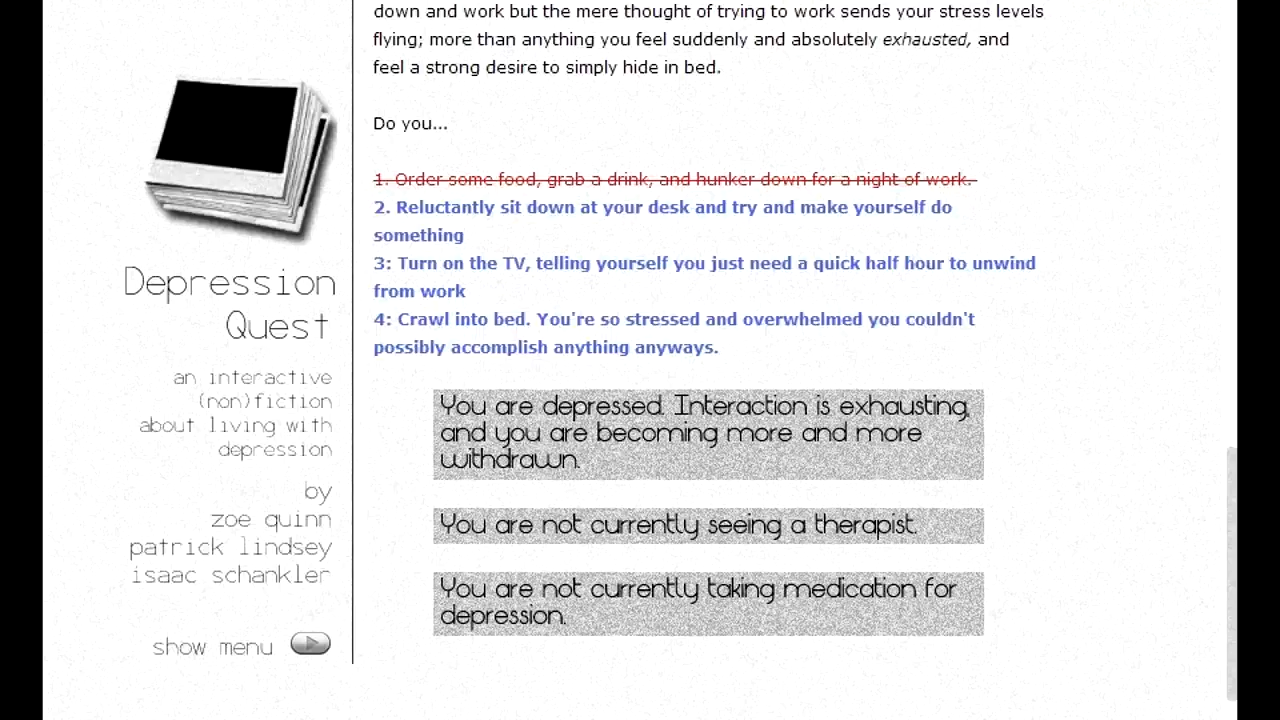 down and work but the mere thought of trying to work sends your stress levels
flying; more than anything you feel suddenly and absolutely exhausted, and
feel a strong desire to simply hide in bed.
Do you...
1. Order some food, grab a drink, and hunker down for a night of work.
2. Reluctantly sit down at your desk and try and make yourself do
something
3: Turn on the TV, telling yourself you just need a quick half hour to unwind
from work
4: Crawl into bed. You're so stressed and overwhelmed you couldn't
possibly accomplish anything anyways.
You are depressed. Interaction is exhausting,
and you are becoming more and more
withdrawn.
You are not currently seeing a therapist.
You are not currently taking medication for
depression.
Depression
Quest
an interactive
(non)fiction
about living with
depression
by
zoe quinn
patrick lindsey
isaac schankler
show menu